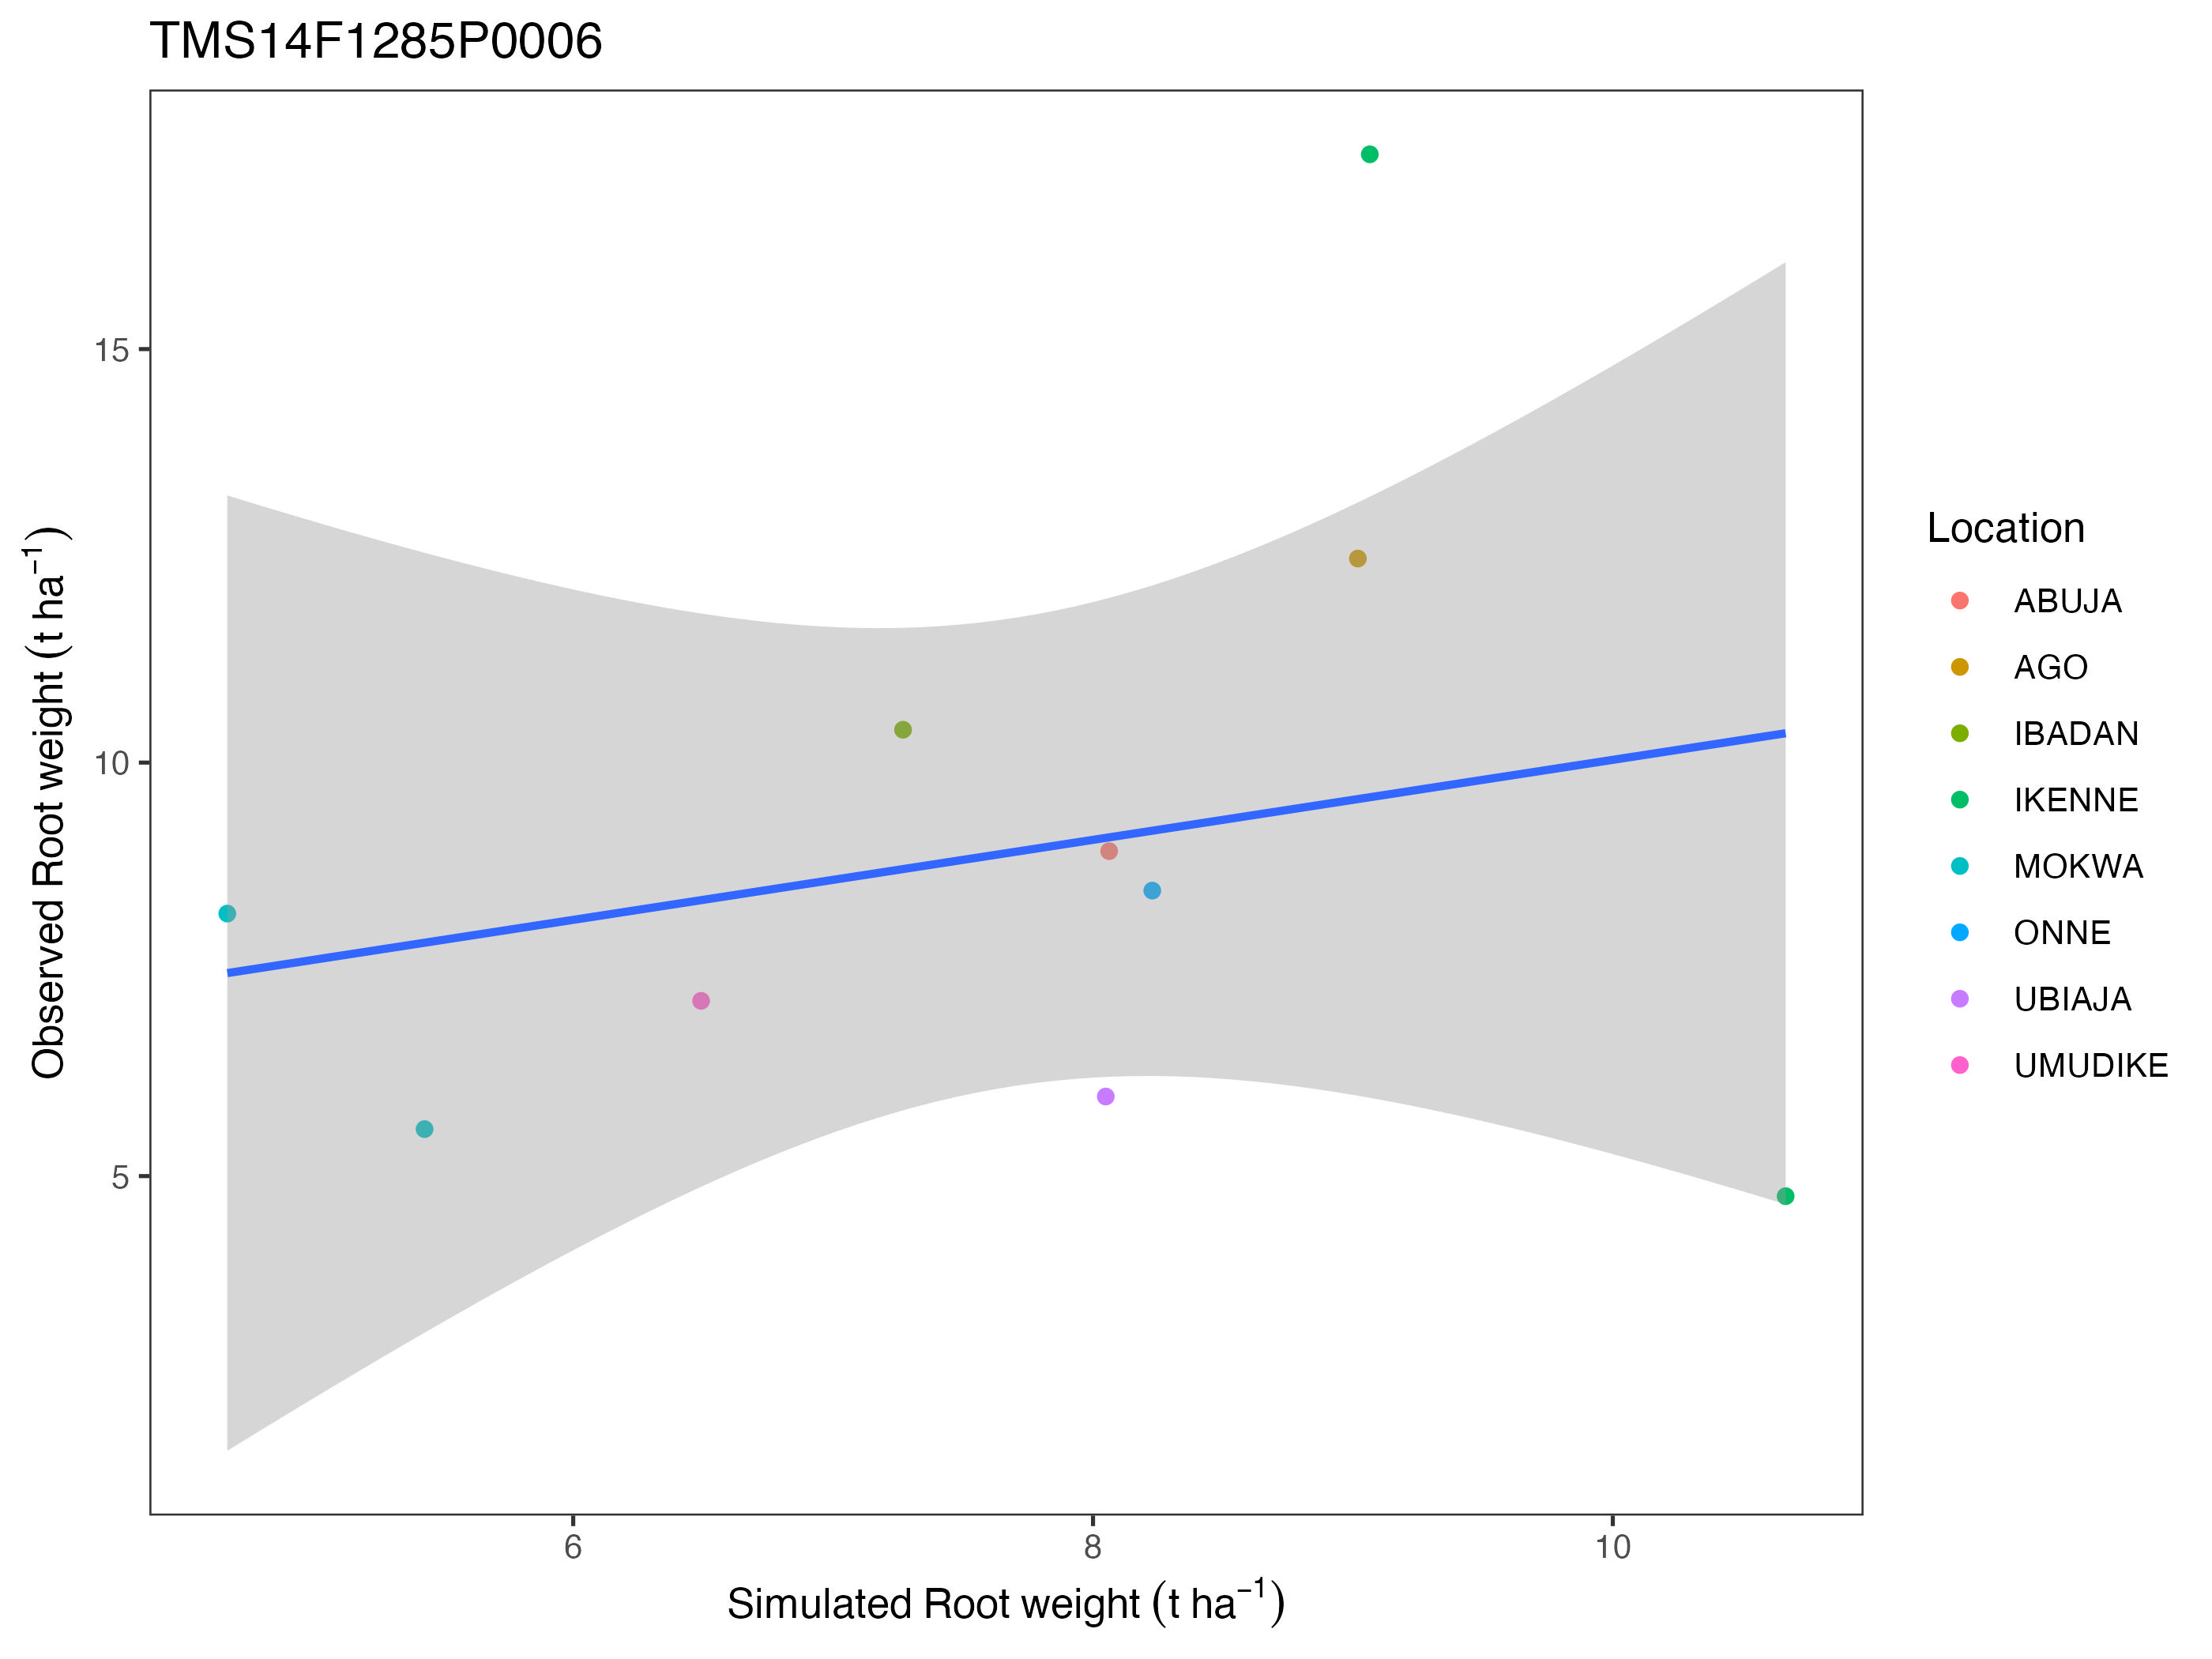 TMS14F1285P0006
15
10
5
Observed Root weight (t ha⁻¹)
6 8 10
Simulated Root weight (t ha⁻¹)
Location
ABUJA
AGO
IBADAN
IKENNE
MOKWA
ONNE
UBIAJA
UMUDIKE